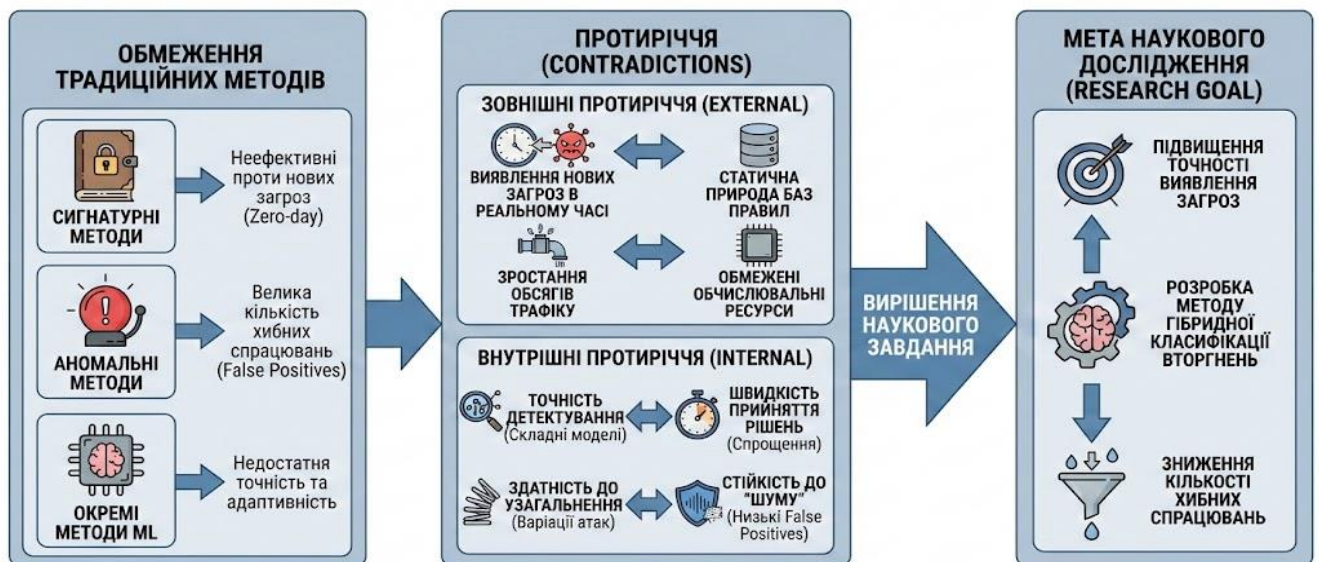 ОБМЕЖЕННЯ
ТРАДИЦІЙНИХ МЕТОДІВ
СИГНАТУРНІ
МЕТОДИ
Неефективні
проти нових
загроз
(Zero-day)
АНОМАЛЬНІ
МЕТОДИ
Велика
кількість
хибних
спрацювань
(False Positives)
ОКРЕМІ
МЕТОДИ ML
Недостатня
точність та
адаптивність
ПРОТИРІЧЧЯ
(CONTRADICTIONS)
ЗОВНІШНІ ПРОТИРІЧЧЯ (EXTERNAL)
ВИЯВЛЕННЯ НОВИХ
ЗАГРОЗ В
РЕАЛЬНОМУ ЧАСІ
СТАТИЧНА
ПРИРОДА БАЗ
ПРАВИЛ
ЗРОСТАННЯ
ОБСЯГІВ
ТРАФІКУ
ОБМЕЖЕНІ
ОБЧИСЛЮВАЛЬНІ
РЕСУРСИ
ВНУТРІШНІ ПРОТИРІЧЧЯ (INTERNAL)
ТОЧНІСТЬ
ДЕТЕКТУВАННЯ
(Складні моделі)
ШВИДКІСТЬ
ПРИЙНЯТТЯ
РІШЕНЬ
(Спрощення)
ЗДАТНІСТЬ ДО
УЗАГАЛЬНЕННЯ
(Варіації атак)
СТІЙКІСТЬ ДО
"ШУМУ"
(Низькі False
Positives)
ВИРІШЕННЯ
НАУКОВОГО
ЗАВДАННЯ
МЕТА НАУКОВОГО
ДОСЛІДЖЕННЯ
(RESEARCH GOAL)
ПІДВИЩЕННЯ
ТОЧНОСТІ
ВИЯВЛЕННЯ
ЗАГРОЗ
РОЗРОБКА
МЕТОДУ
ГІБРИДНОЇ
КЛАСИФІКАЦІЇ
ВТОРГНЕНЬ
ЗНИЖЕННЯ
КІЛЬКОСТІ
ХИБНИХ
СПРАЦЮВАНЬ